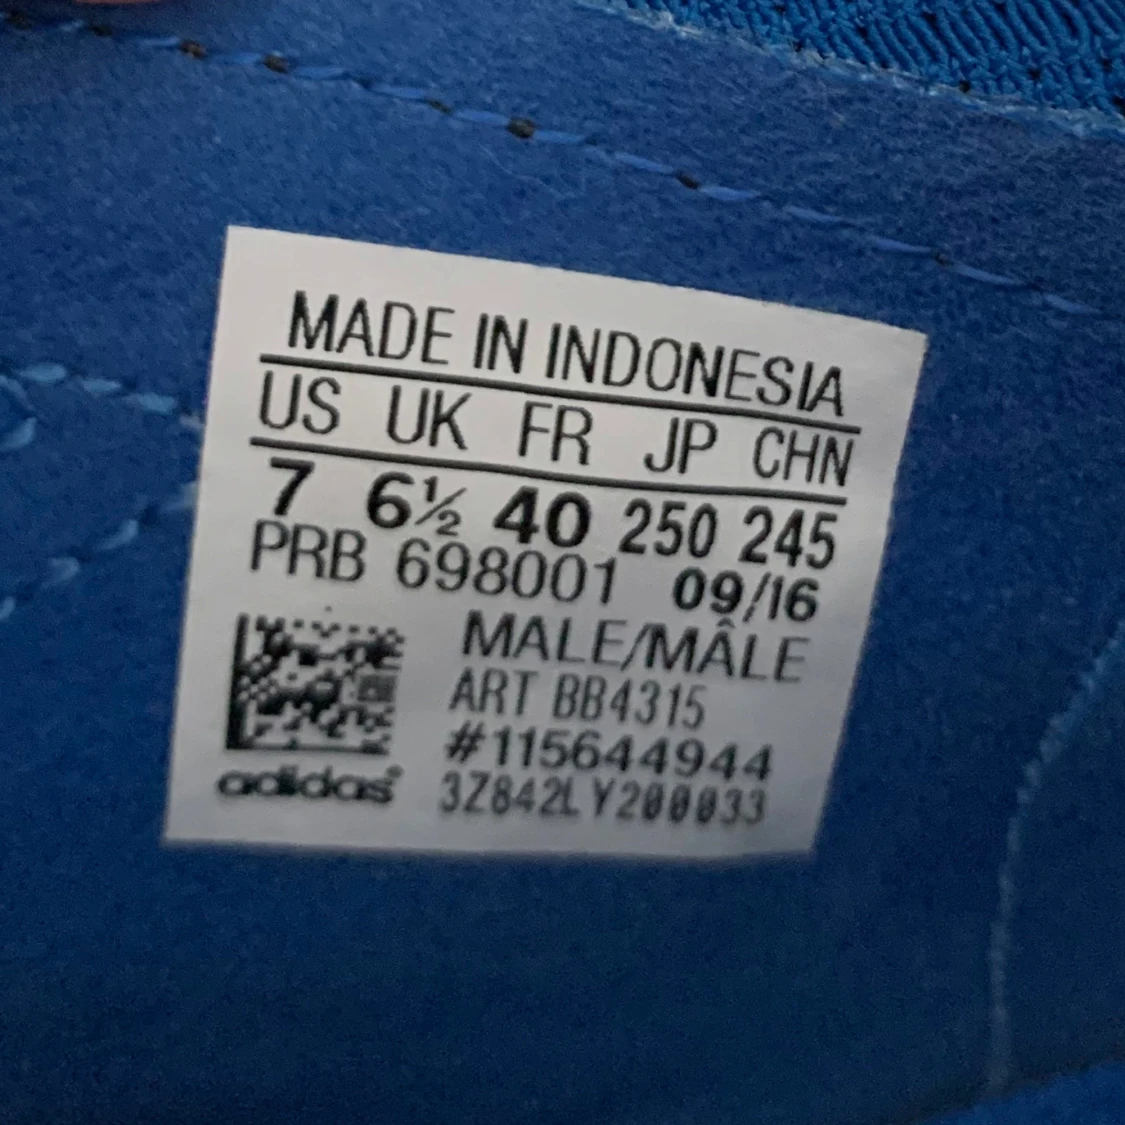 MADE IN INDONESIA
US UK FR JP CHN
7 6½ 40 250 245
PRB 698001 09/16
MALE/MÂLE
ART BB4315
#115644944
adidas 3Z842LY200033